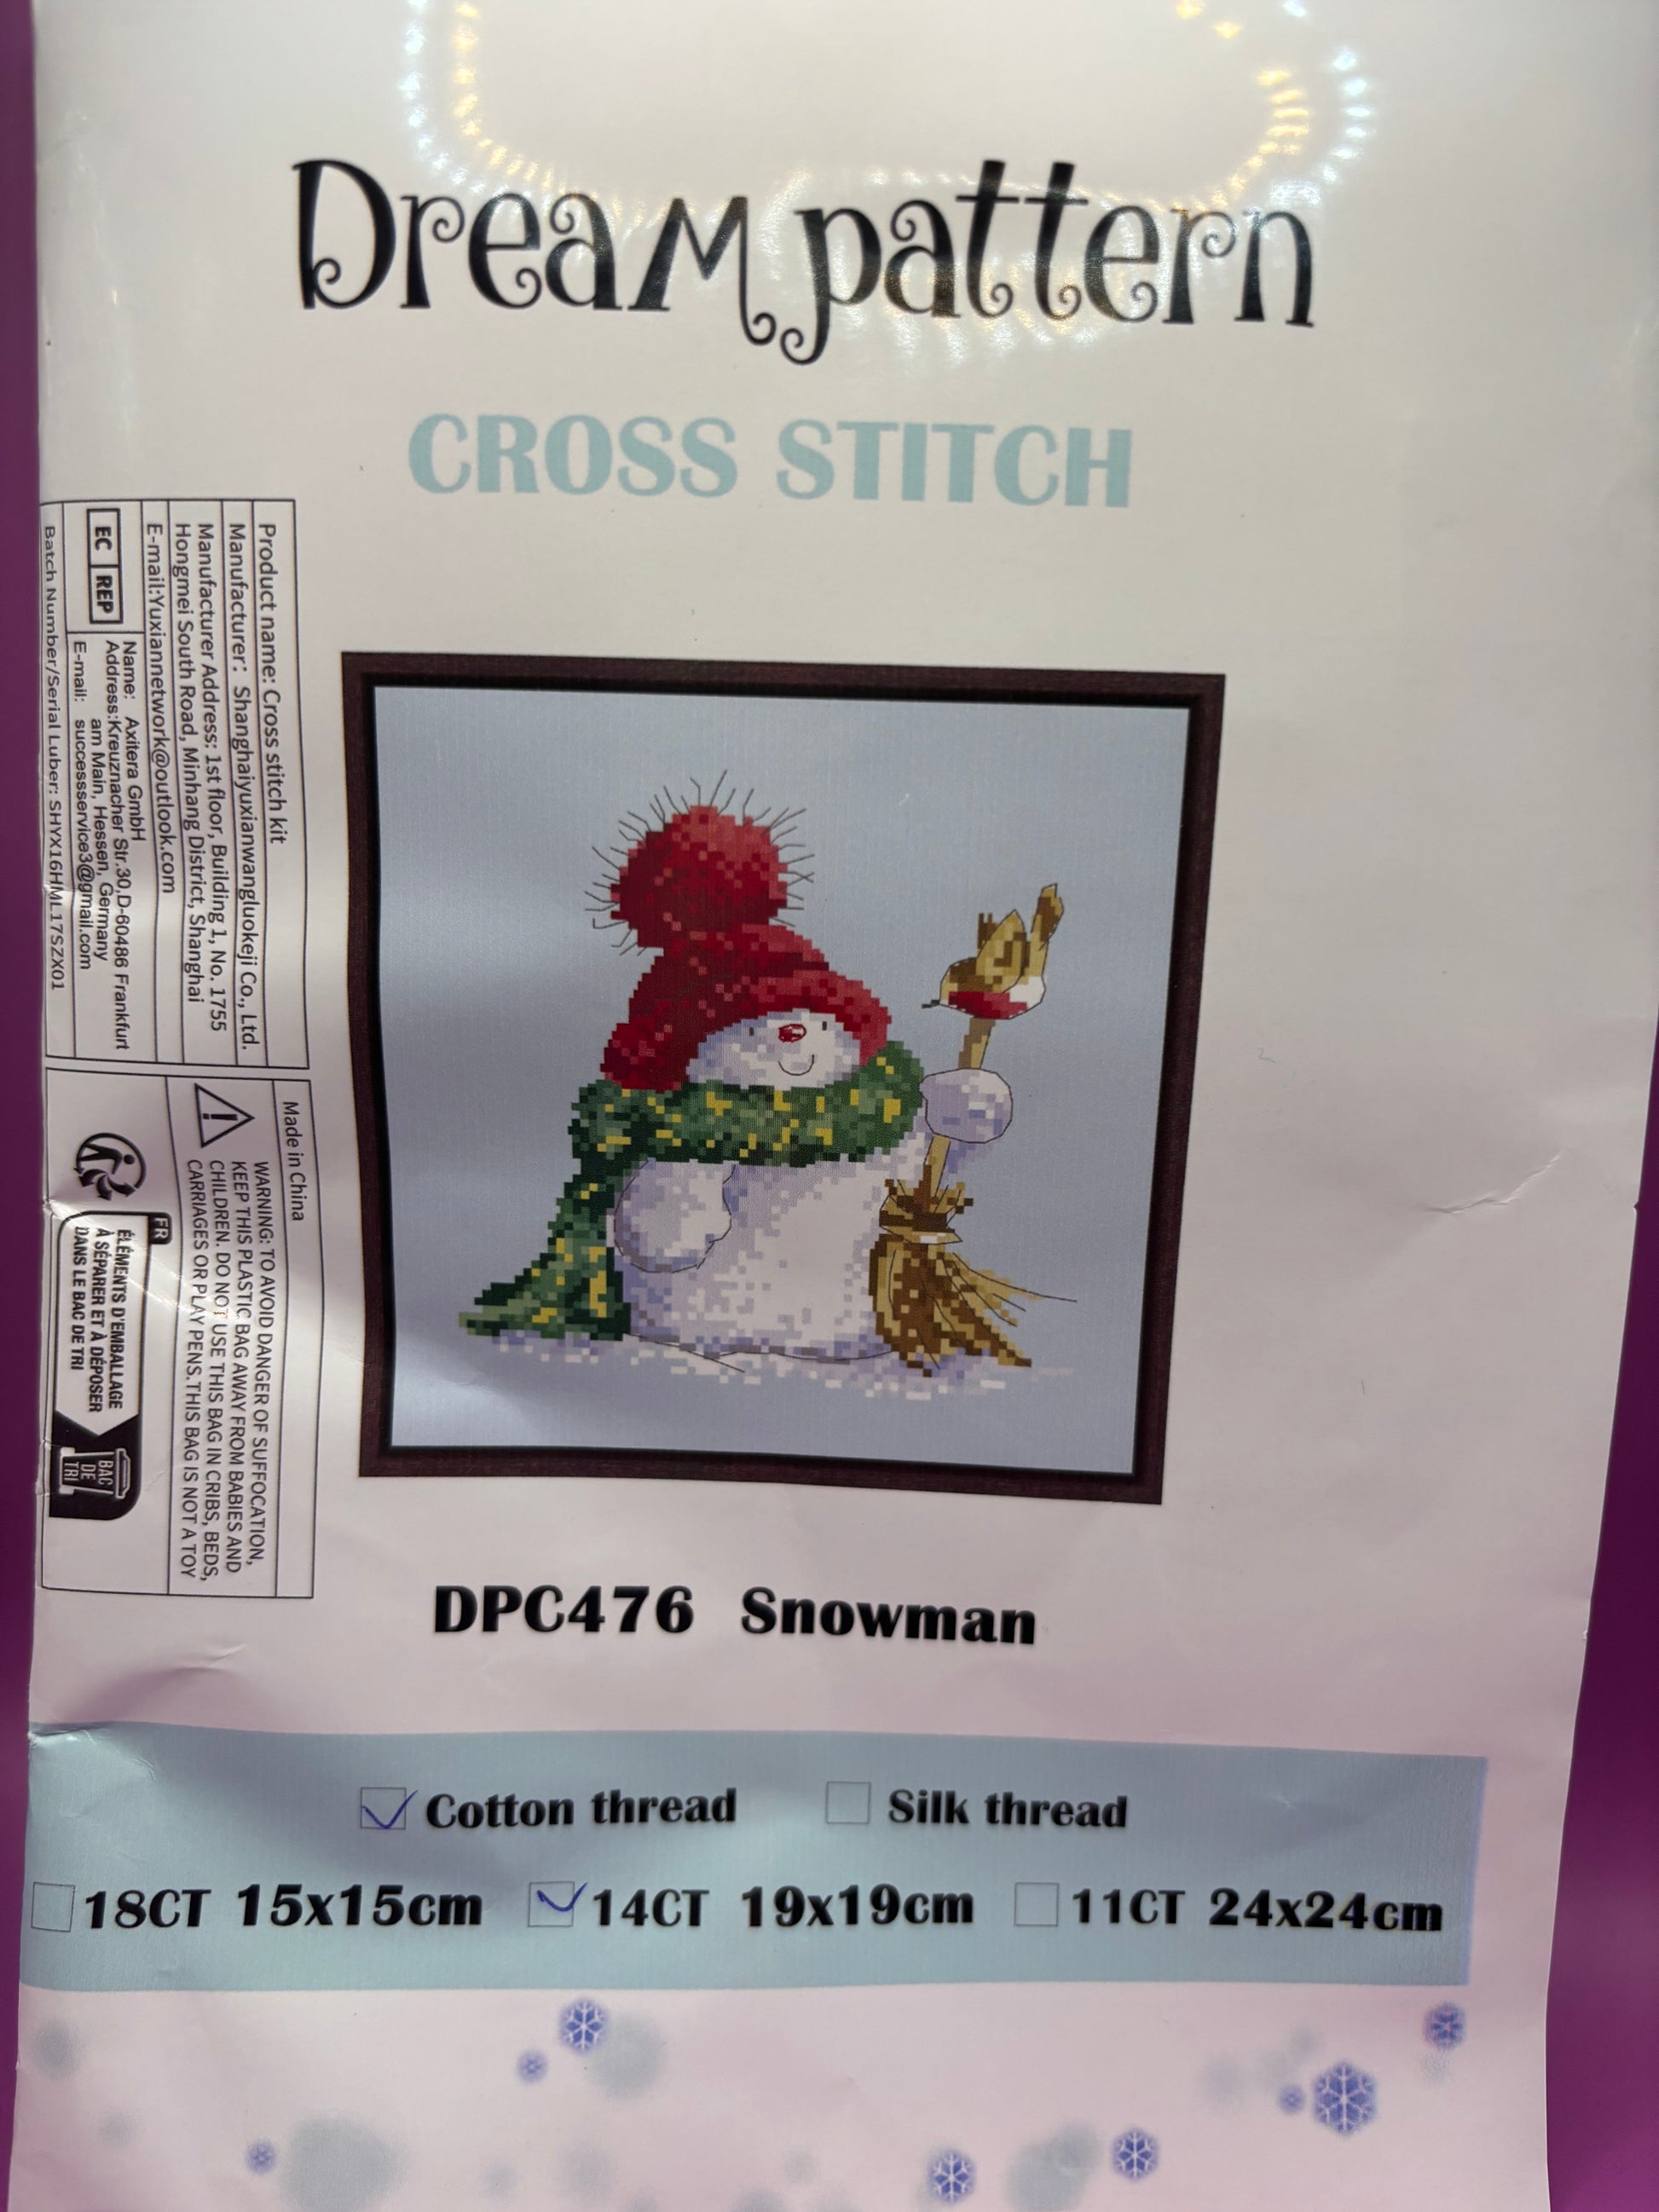 Dream pattern
CROSS STITCH
Product name: Cross stitch kit
Manufacturer: Shanghaiyuxianwangluokeji Co., Ltd.
Manufacturer Address: 1st floor, Building 1, No. 1755
Hongmei South Road, Minhang District, Shanghai
E-mail:Yuxiannetwork@outlook.com
EC REP
Name: Axitera GmbH
Address:Kreuznacher Str.30,D-60486 Frankfurt
am Main, Hessen, Germany
E-mail: successservice3@gmail.com
Batch Number/Serial Luber: SHYX16HML17SZX01
Made in China
WARNING: TO AVOID DANGER OF SUFFOCATION,
KEEP THIS PLASTIC BAG AWAY FROM BABIES AND
CHILDREN. DO NOT USE THIS BAG IN CRIBS, BEDS,
CARRIAGES OR PLAY PENS.THIS BAG IS NOT A TOY
FR
ÉLÉMENTS D'EMBALLAGE
À SÉPARER ET À DÉPOSER
DANS LE BAC DE TRI
BAC
DE
TRI
DPC476 Snowman
Cotton thread Silk thread
18CT 15x15cm 14CT 19x19cm 11CT 24x24cm